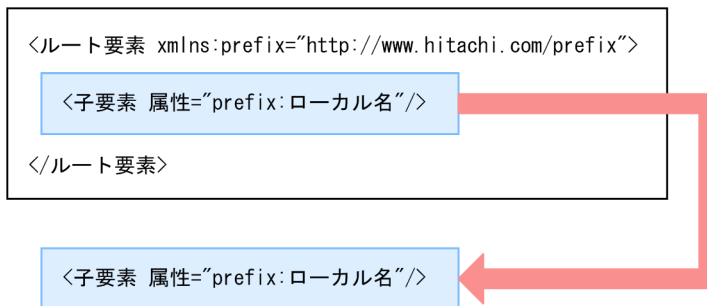 <ルート要素 xmlns:prefix="http://www.hitachi.com/prefix">
<子要素 属性="prefix:ローカル名"/>
</ルート要素>
<子要素 属性="prefix:ローカル名"/>